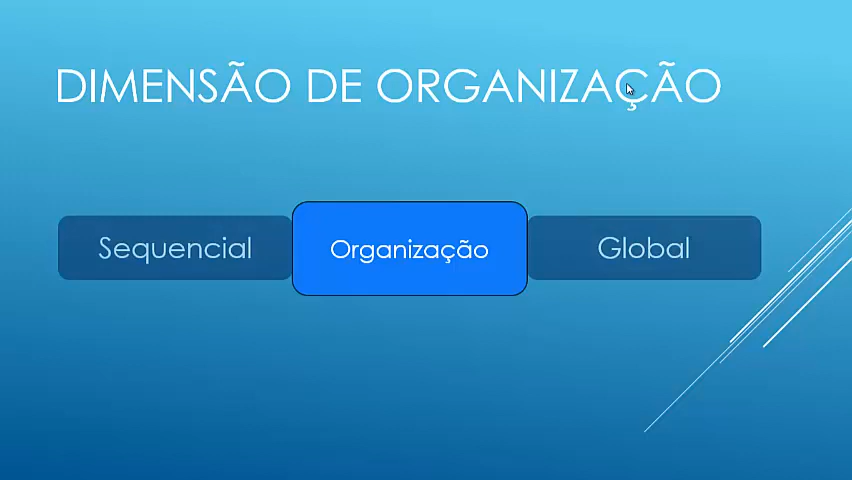 DIMENSÃO DE ORGANIZAÇÃO
Sequencial
Organização
Global